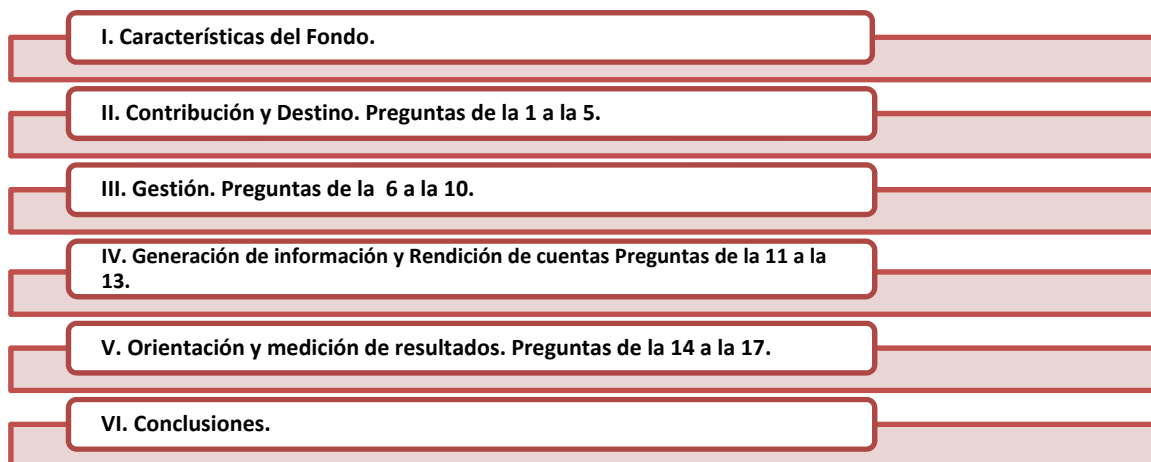 I. Características del Fondo.
II. Contribución y Destino. Preguntas de la 1 a la 5.
III. Gestión. Preguntas de la  6 a la 10.
IV. Generación de información y Rendición de cuentas Preguntas de la 11 a la
13.
V. Orientación y medición de resultados. Preguntas de la 14 a la 17.
VI. Conclusiones.